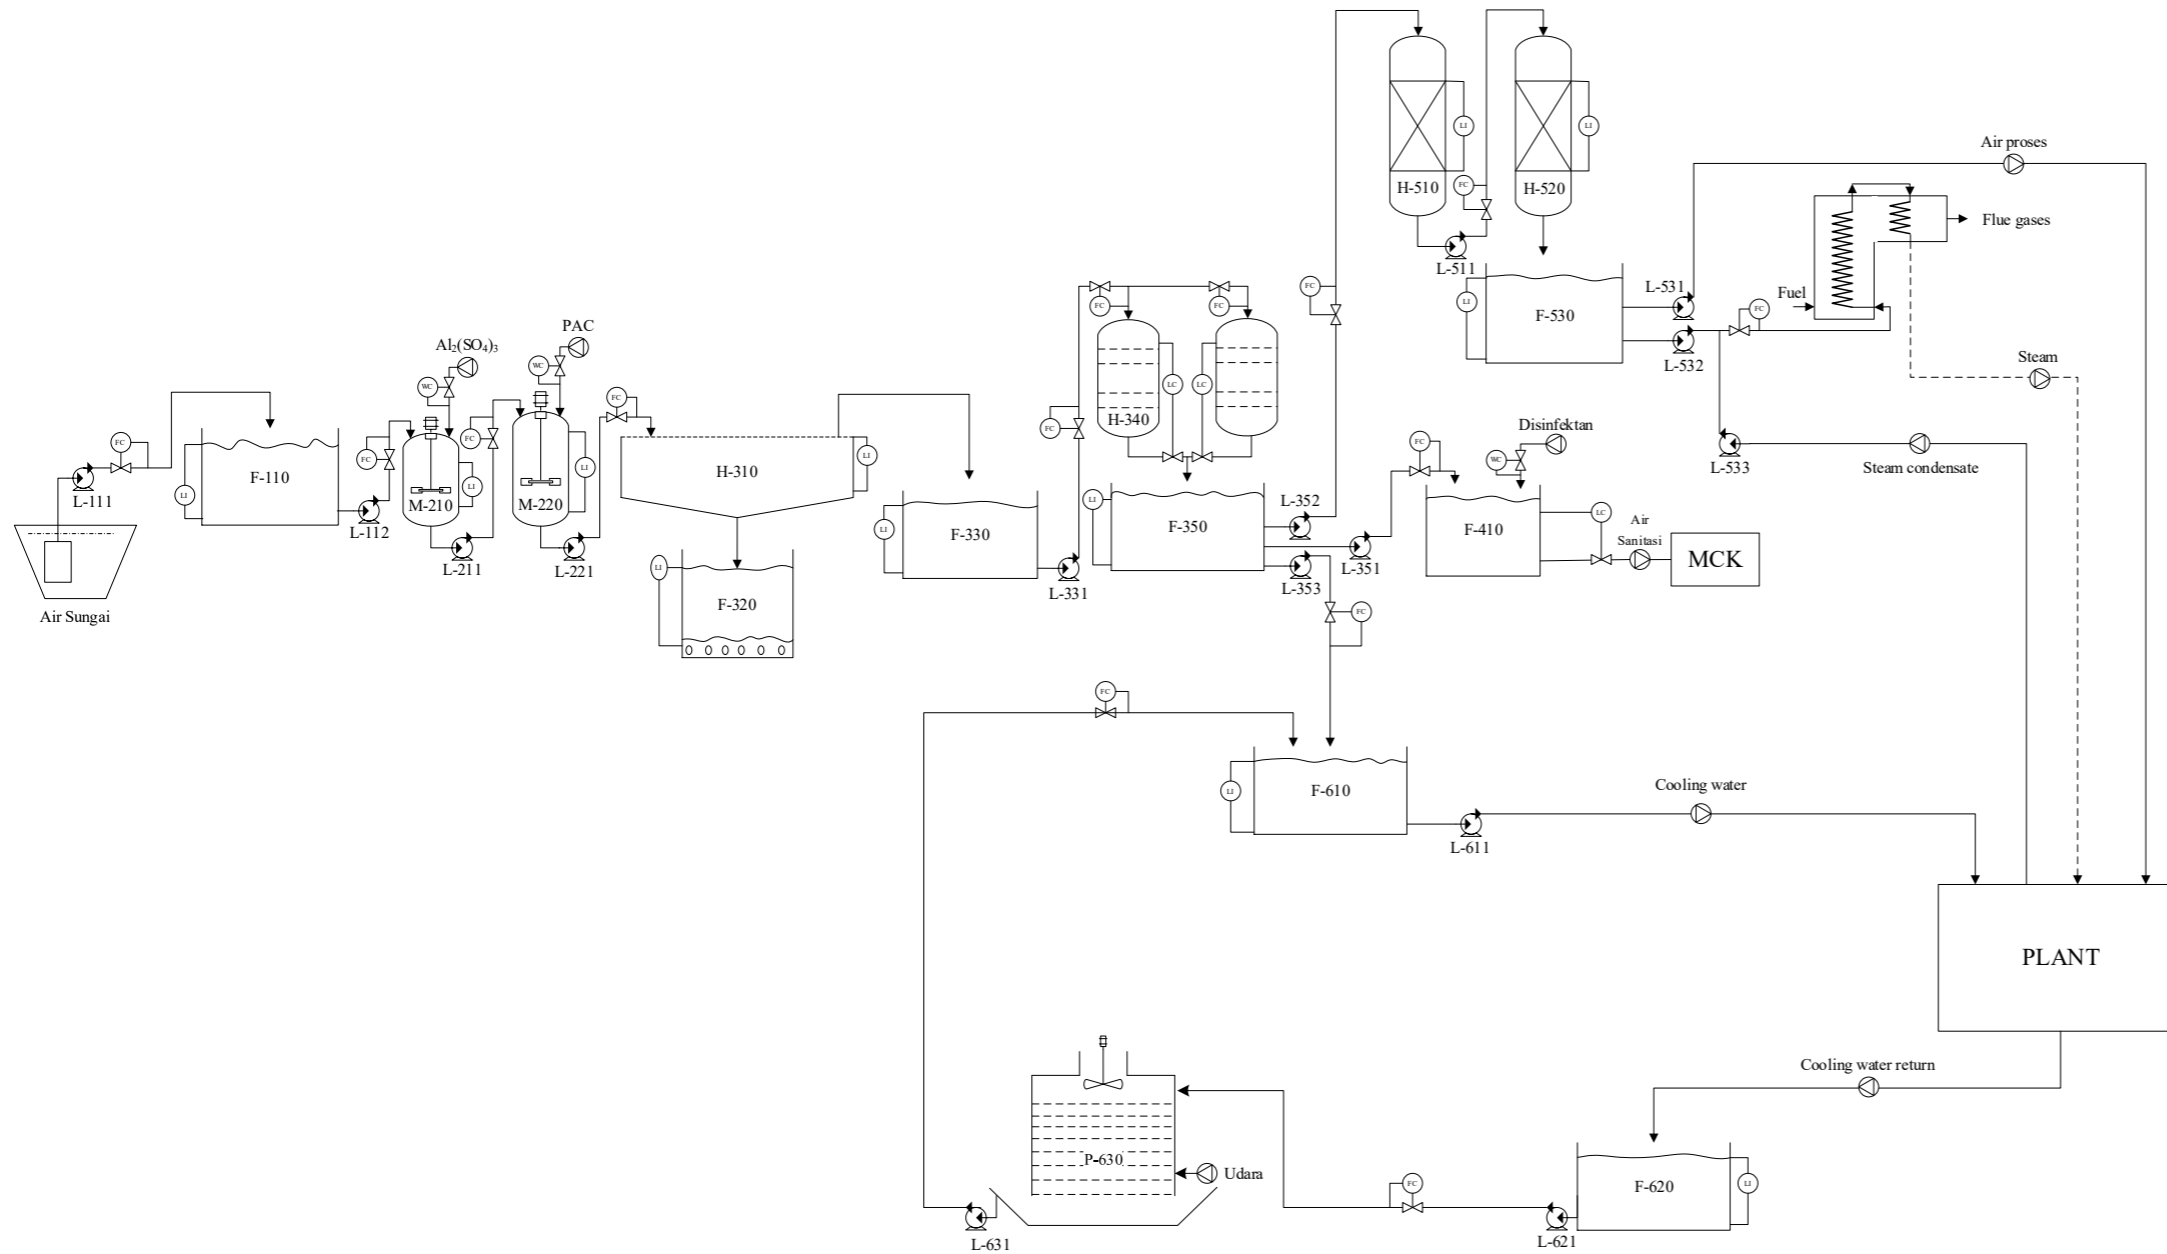 H-510
H-520
FC
LI
LI
L-511
Air proses
Flue gases
Fuel
L-531
F-530
LI
FC
L-532
Steam
FC
FC
FC
H-340
LC
LC
FC
PAC
Al₂(SO₄)₃
WC
WC
FC
FC
FC
FC
LI
F-110
L-111
L-112
M-210
LI
L-211
M-220
LI
L-221
H-310
LI
Air Sungai
LI
F-320
LI
F-330
L-331
LI
F-350
L-352
L-351
L-353
FC
FC
Disinfektan
WC
F-410
LC
Air
Sanitasi
MCK
L-533
Steam condensate
FC
LI
F-610
L-611
Cooling water
PLANT
Cooling water return
P-630
Udara
L-631
FC
L-621
F-620
LI